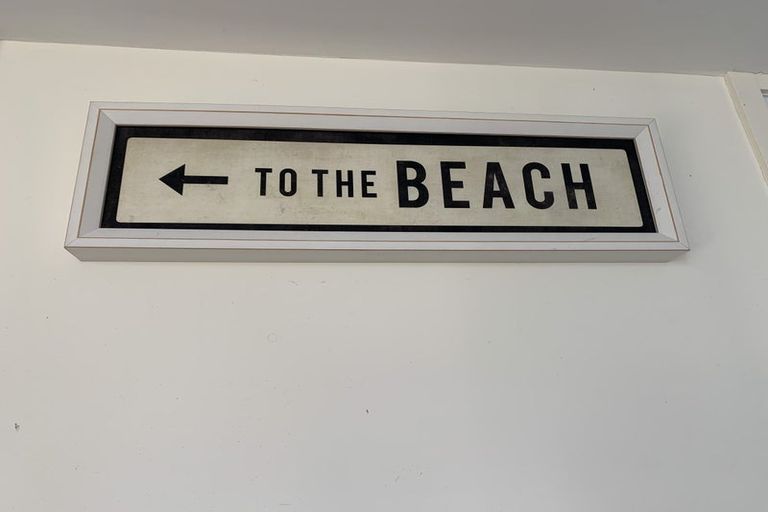 ← TO THE BEACH